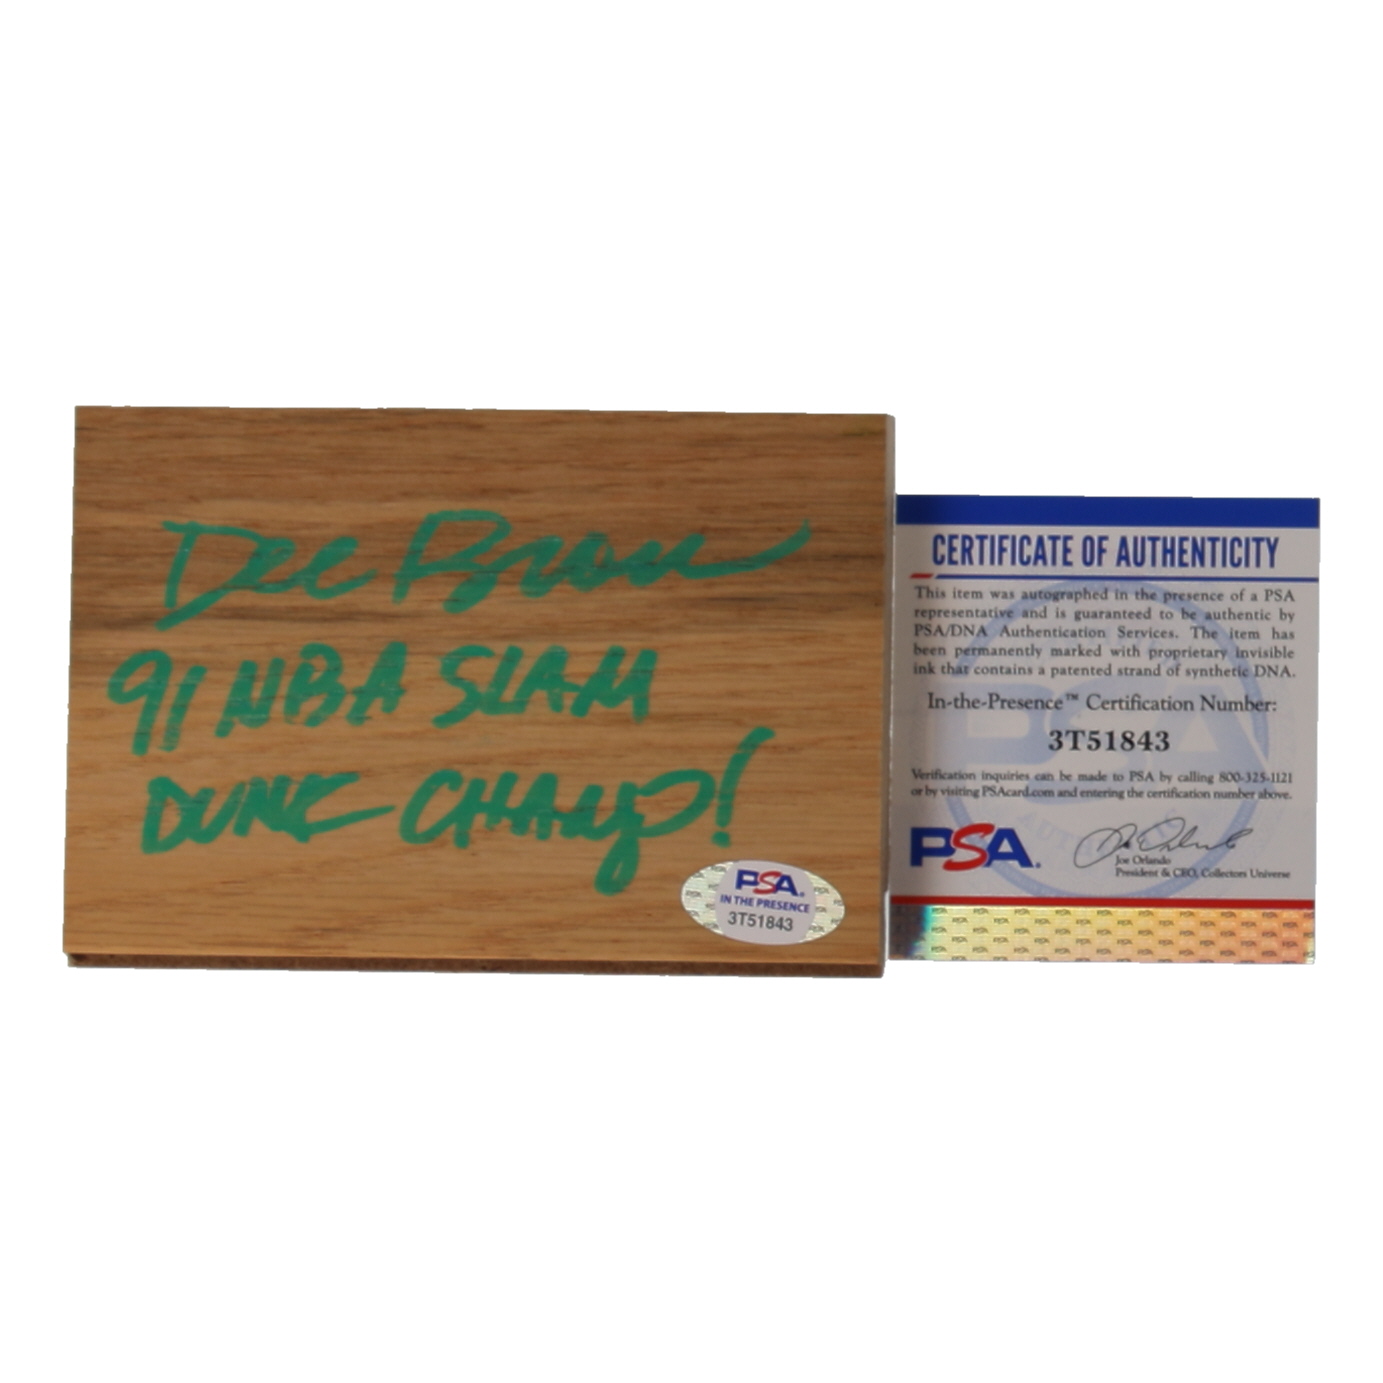 Dee Brown
91 NBA SLAM
DUNK CHAMP!
PSA
IN THE PRESENCE
3T51843
CERTIFICATE OF AUTHENTICITY
This item was autographed in the presence of a PSA
representative and is guaranteed to be authentic by
PSA/DNA Authentication Services. The item has
been permanently marked with proprietary invisible
ink that contains a patented strand of synthetic DNA.
In-the-Presence™ Certification Number:
3T51843
Verification inquiries can be made to PSA by calling 800-325-1121
or by visiting PSAcard.com and entering the certification number above.
PSA.
Joe Orlando
President & CEO, Collectors Universe